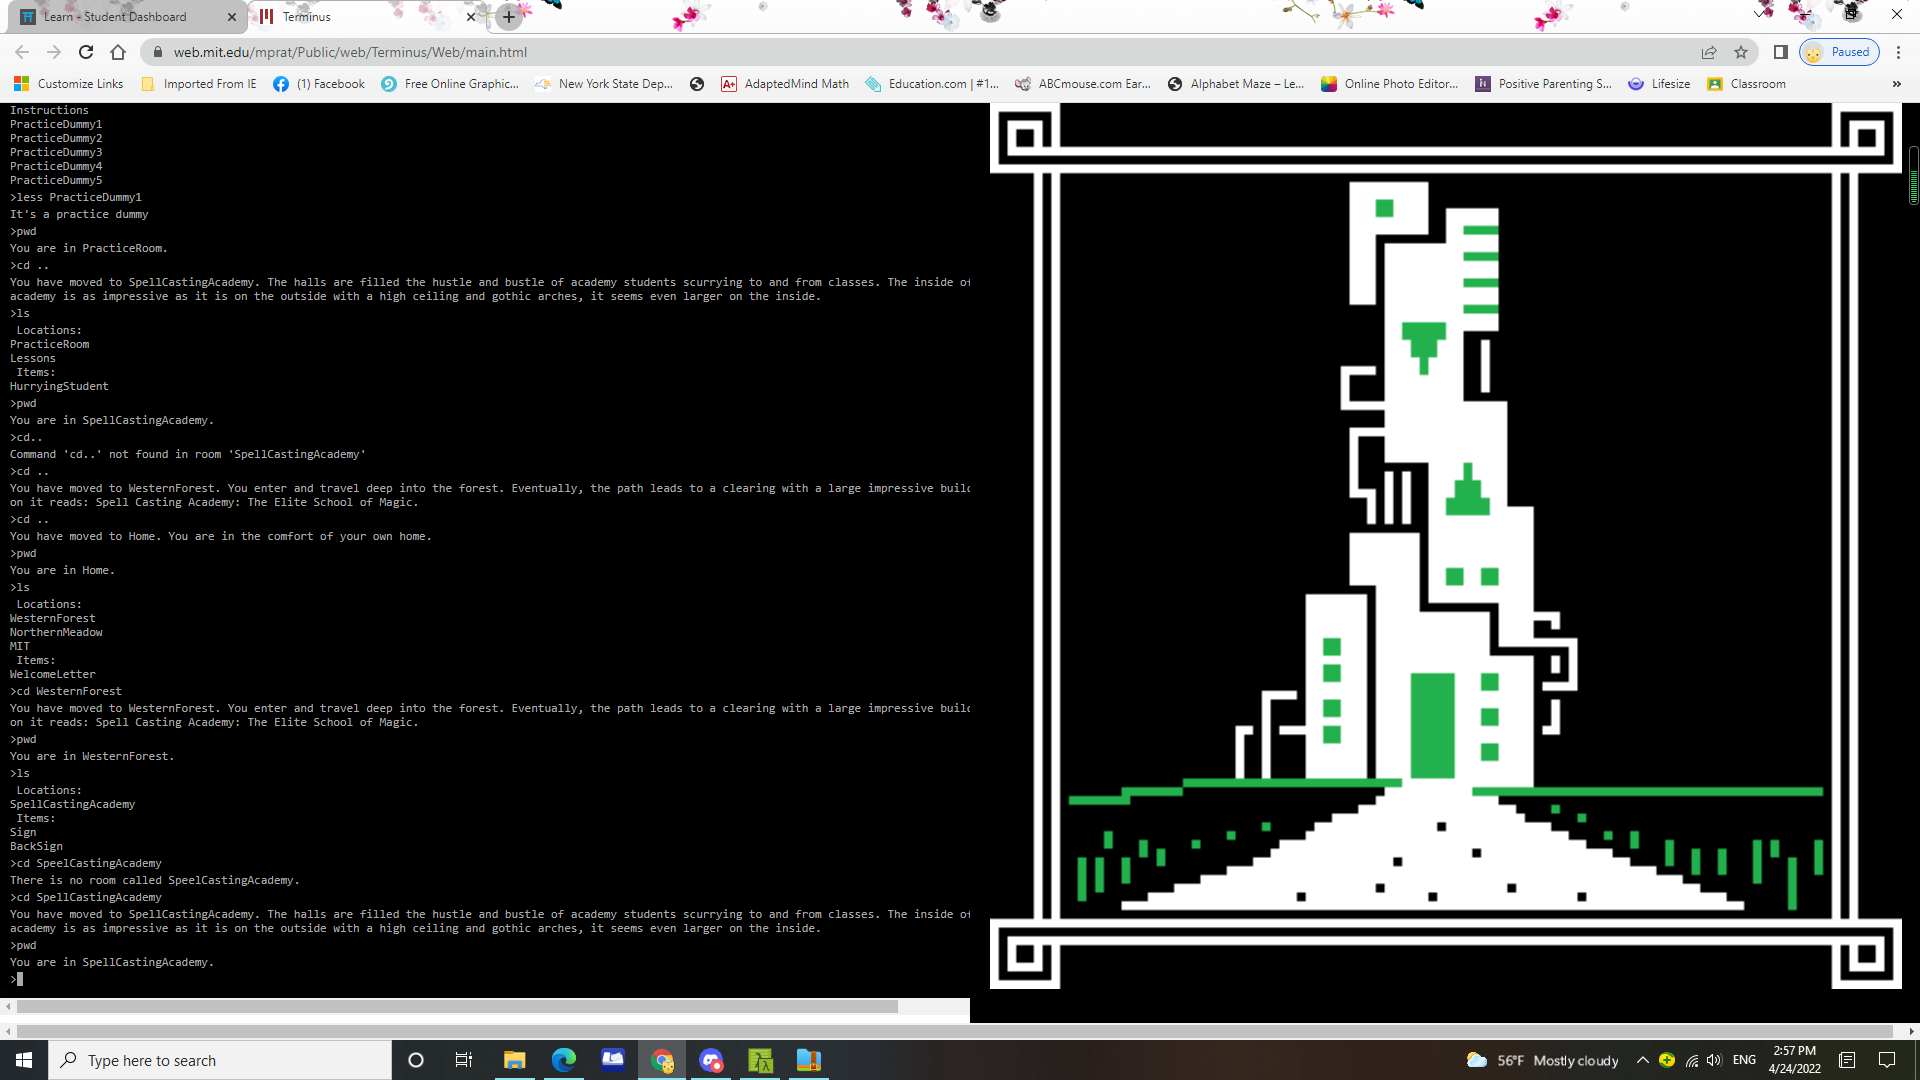 Learn - Student Dashboard
Terminus
web.mit.edu/mprat/Public/web/Terminus/Web/main.html
Paused
Customize Links
Imported From IE
(1) Facebook
Free Online Graphic...
New York State Dep...
A+ AdaptedMind Math
Education.com | #1...
ABCmouse.com Ear...
Alphabet Maze – Le...
Online Photo Editor...
Positive Parenting S...
Lifesize
Classroom
»
Instructions
PracticeDummy1
PracticeDummy2
PracticeDummy3
PracticeDummy4
PracticeDummy5
>less PracticeDummy1
It's a practice dummy
>pwd
You are in PracticeRoom.
>cd ..
You have moved to SpellCastingAcademy. The halls are filled the hustle and bustle of academy students scurrying to and from classes. The inside of
academy is as impressive as it is on the outside with a high ceiling and gothic arches, it seems even larger on the inside.
>ls
Locations:
PracticeRoom
Lessons
Items:
HurryingStudent
>pwd
You are in SpellCastingAcademy.
>cd..
Command 'cd..' not found in room 'SpellCastingAcademy'
>cd ..
You have moved to WesternForest. You enter and travel deep into the forest. Eventually, the path leads to a clearing with a large impressive build
on it reads: Spell Casting Academy: The Elite School of Magic.
>cd ..
You have moved to Home. You are in the comfort of your own home.
>pwd
You are in Home.
>ls
Locations:
WesternForest
NorthernMeadow
MIT
Items:
WelcomeLetter
>cd WesternForest
You have moved to WesternForest. You enter and travel deep into the forest. Eventually, the path leads to a clearing with a large impressive build
on it reads: Spell Casting Academy: The Elite School of Magic.
>pwd
You are in WesternForest.
>ls
Locations:
SpellCastingAcademy
Items:
Sign
BackSign
>cd SpeelCastingAcademy
There is no room called SpeelCastingAcademy.
>cd SpellCastingAcademy
You have moved to SpellCastingAcademy. The halls are filled the hustle and bustle of academy students scurrying to and from classes. The inside of
academy is as impressive as it is on the outside with a high ceiling and gothic arches, it seems even larger on the inside.
>pwd
You are in SpellCastingAcademy.
>
Type here to search
56°F Mostly cloudy
ENG
2:57 PM
4/24/2022